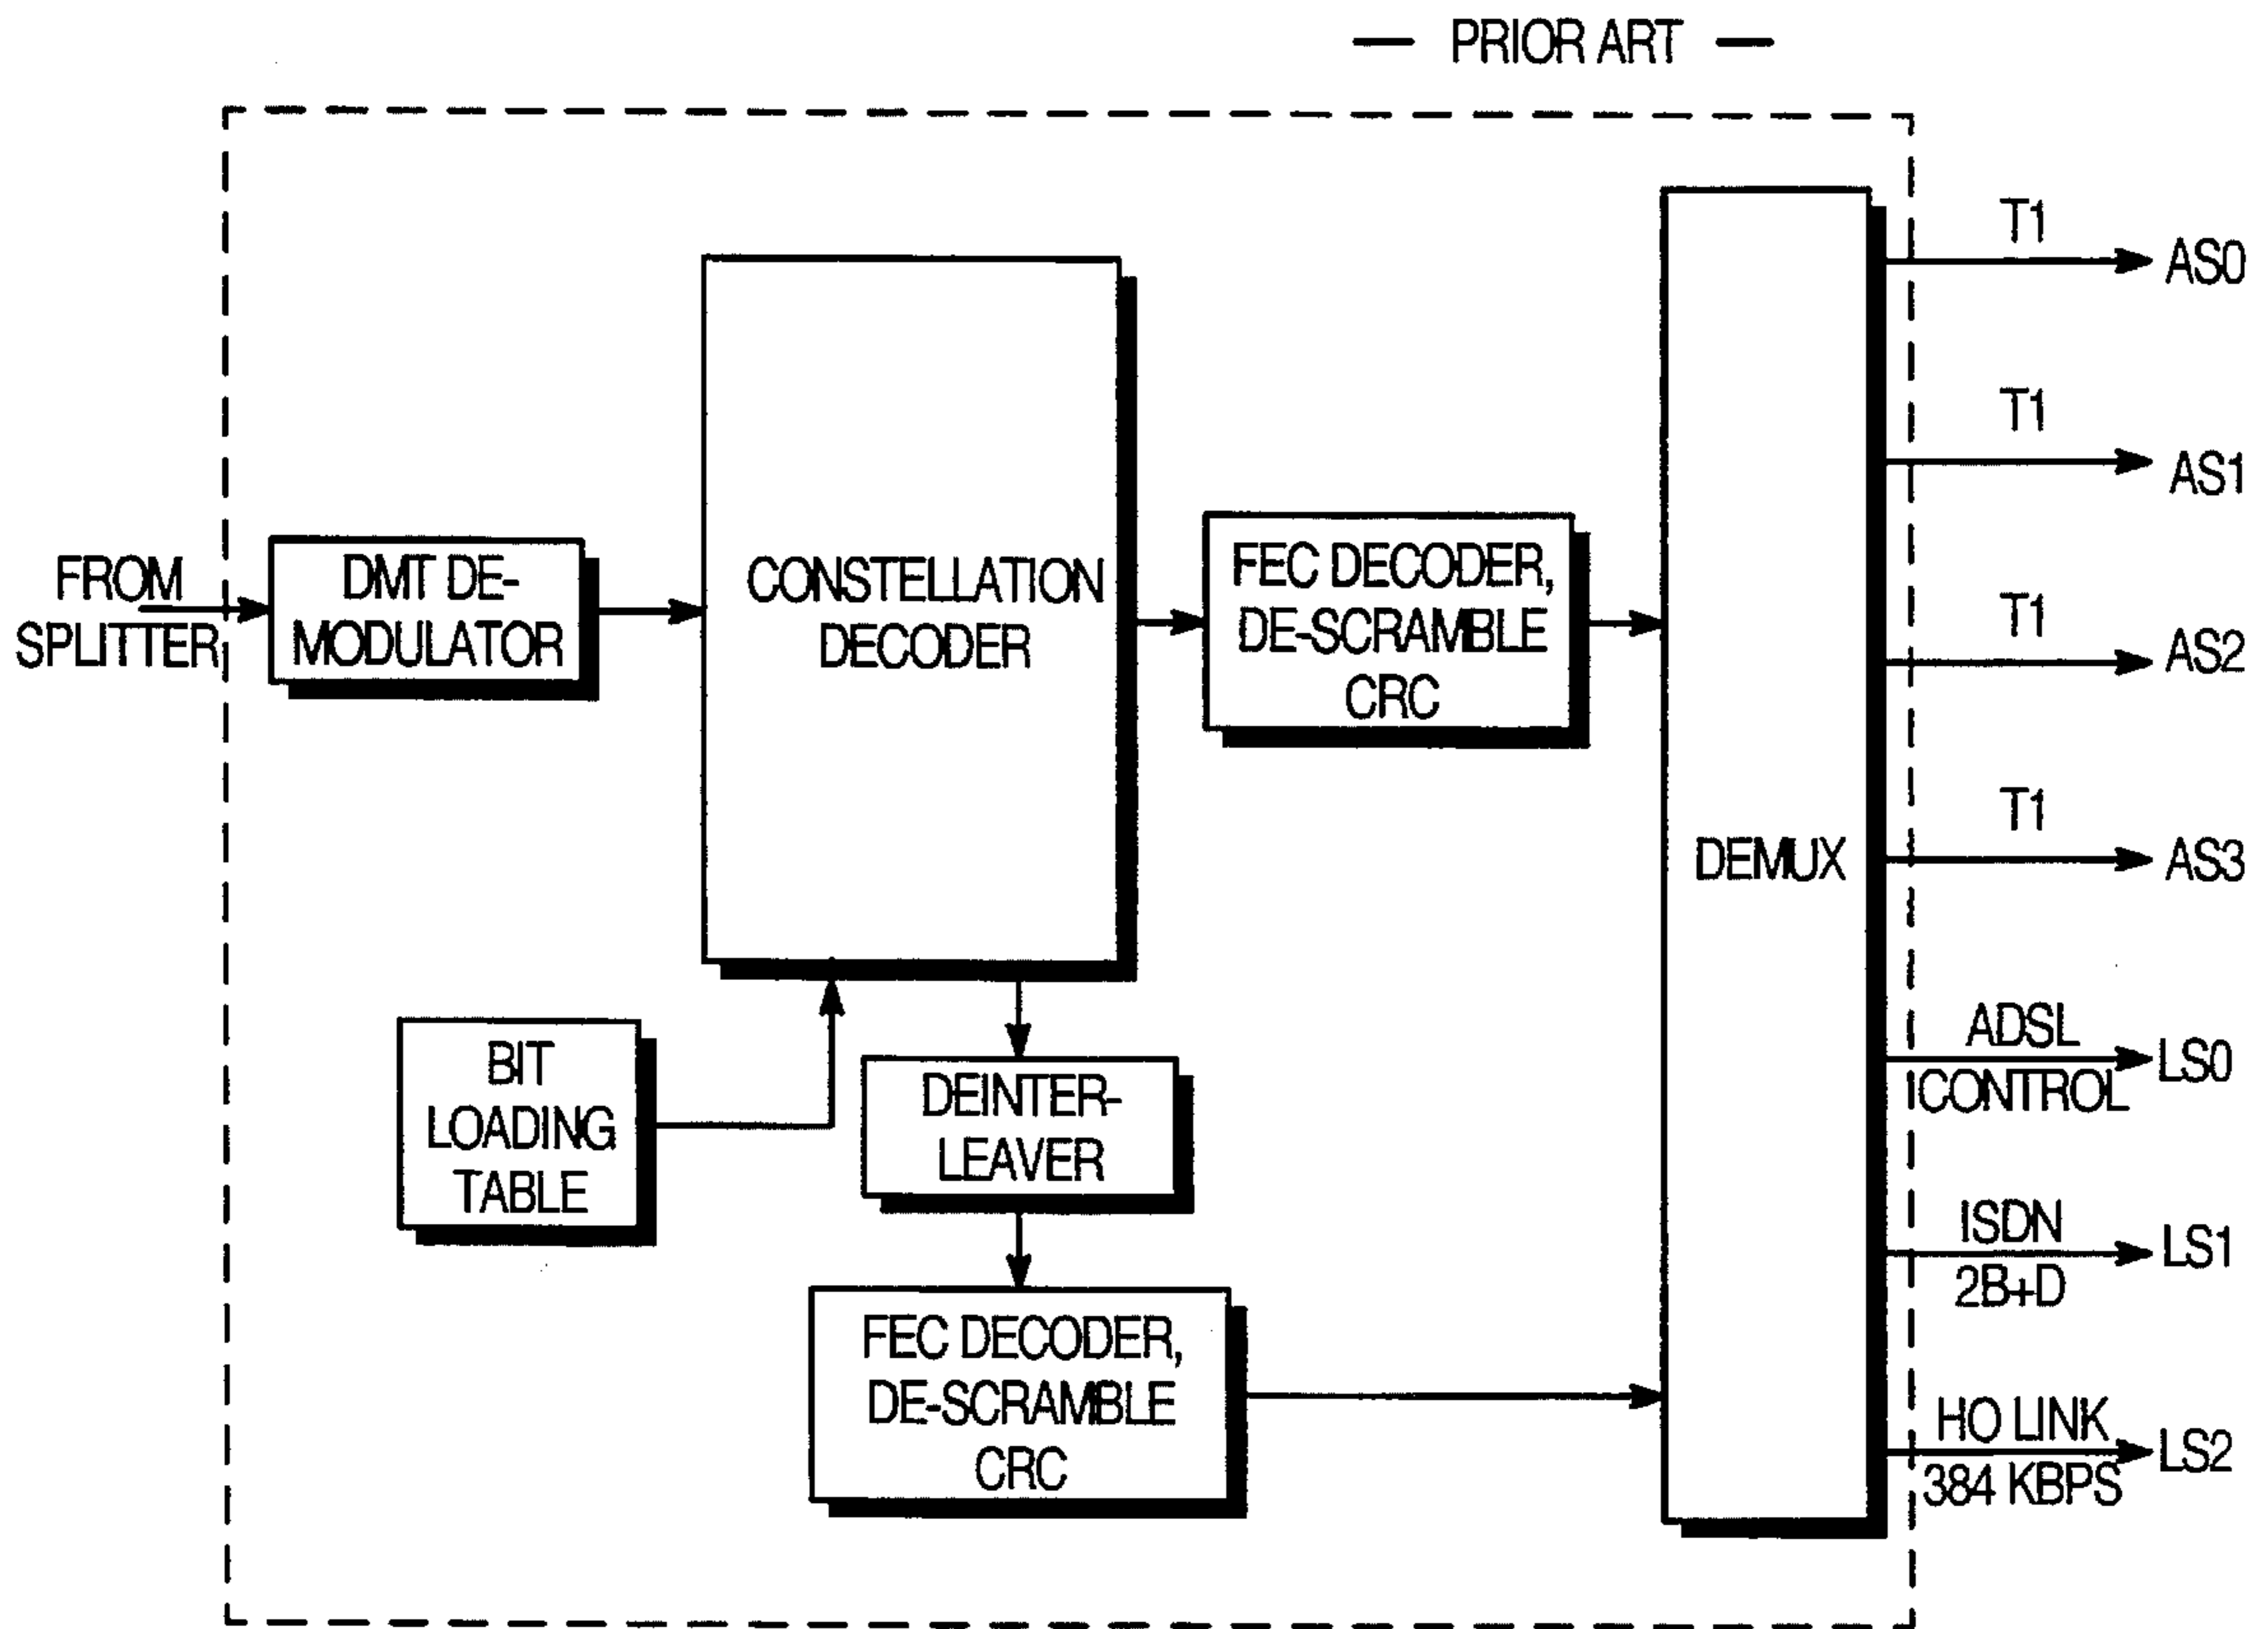 — PRIOR ART —
T1
AS0
T1
AS1
FROM
SPLITTER
DMT DE-
MODULATOR
CONSTELLATION
DECODER
FEC DECODER,
DE-SCRAMBLE
CRC
T1
AS2
T1
AS3
DEMUX
BIT
LOADING
TABLE
DEINTER-
LEAVER
ADSL
CONTROL
LS0
ISDN
2B+D
LS1
FEC DECODER,
DE-SCRAMBLE
CRC
HO LINK
384 KBPS
LS2